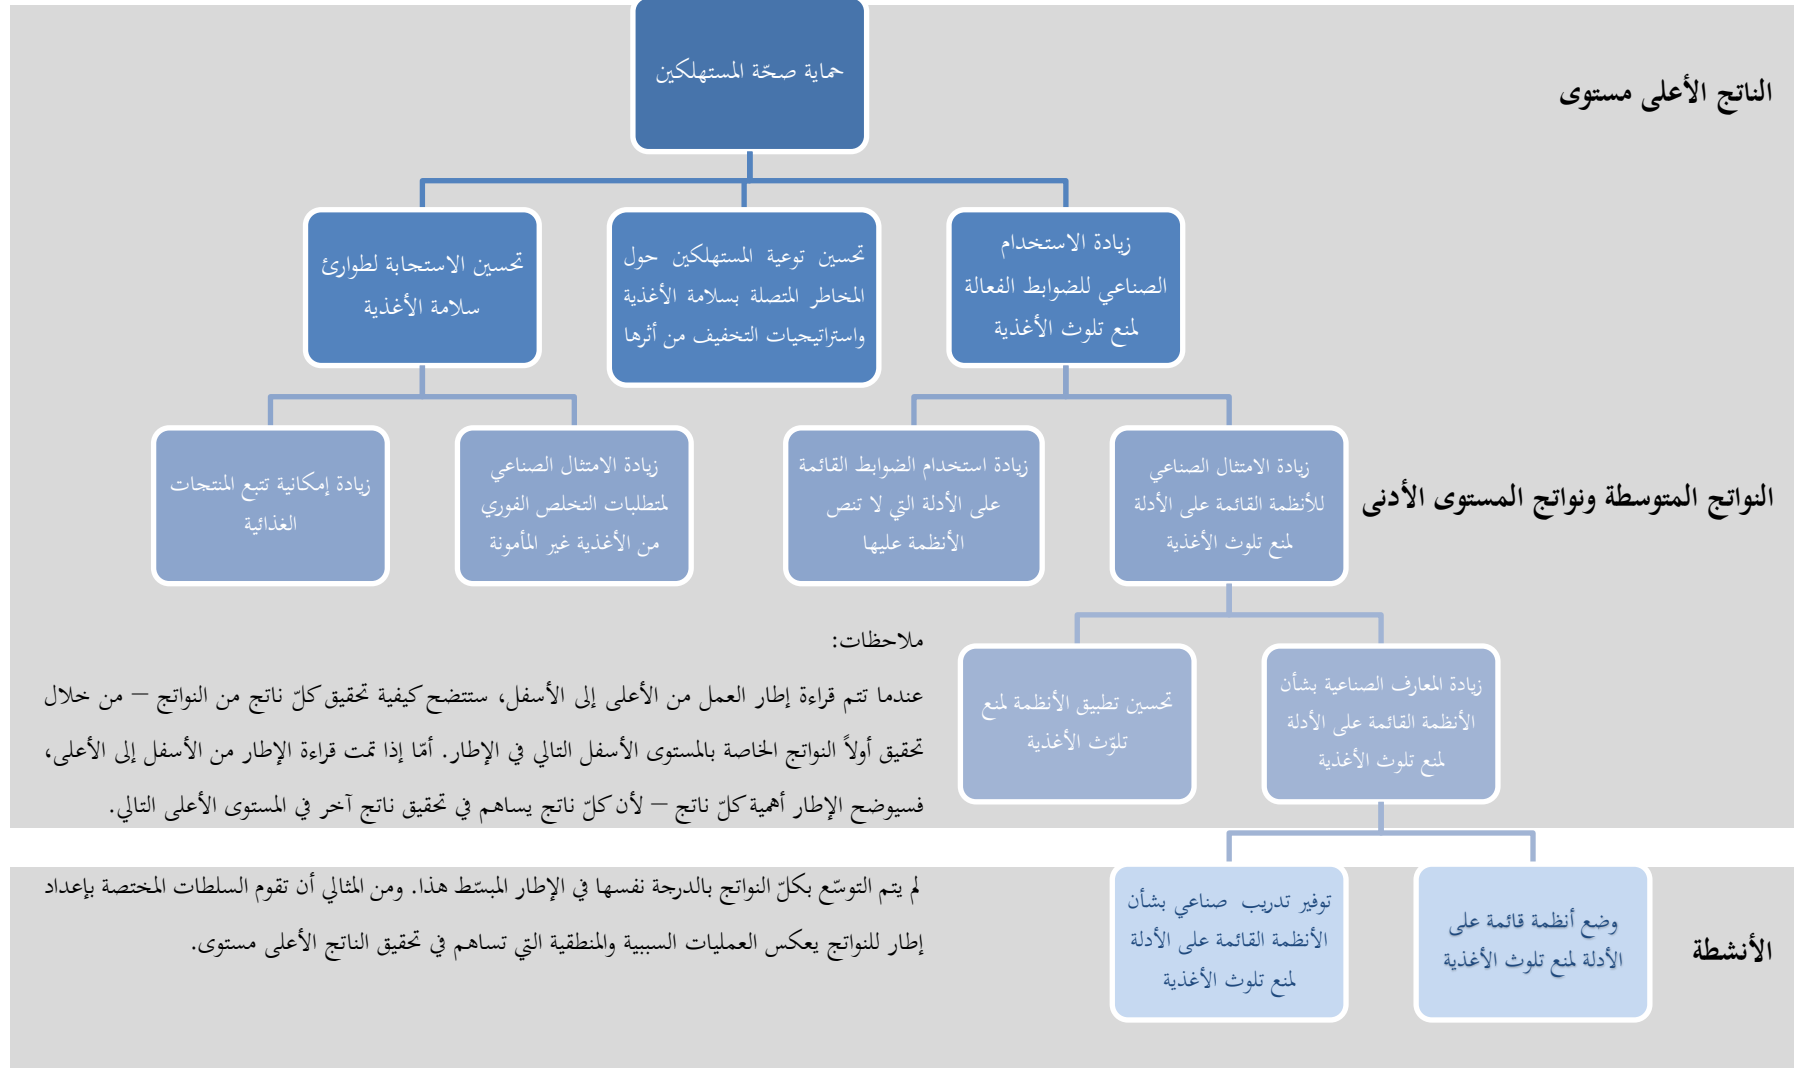 حماية صحّة المستهلكين
الناتج الأعلى مستوى
زيادة الاستخدام
الصناعي للضوابط الفعالة
لمنع تلوث الأغذية
تحسين توعية المستهلكين حول
المخاطر المتصلة بسلامة الأغذية
واستراتيجيات التخفيف من أثرها
تحسين الاستجابة لطوارئ
سلامة الأغذية
النواتج المتوسطة ونواتج المستوى الأدنى
زيادة الامتثال الصناعي
للأنظمة القائمة على الأدلة
لمنع تلوث الأغذية
زيادة استخدام الضوابط القائمة
على الأدلة التي لا تنص
الأنظمة عليها
زيادة الامتثال الصناعي
لمتطلبات التخلص الفوري
من الأغذية غير المأمونة
زيادة إمكانية تتبع المنتجات
الغذائية
زيادة المعارف الصناعية بشأن
الأنظمة القائمة على الأدلة
لمنع تلوث الأغذية
تحسين تطبيق الأنظمة لمنع
تلوّث الأغذية
ملاحظات:
عندما تتم قراءة إطار العمل من الأعلى إلى الأسفل، ستتضح كيفية تحقيق كلّ ناتج من النواتج – من خلال
تحقيق أولاً النواتج الخاصة بالمستوى الأسفل التالي في الإطار. أمّا إذا تمت قراءة الإطار من الأسفل إلى الأعلى،
فسيوضح الإطار أهمية كلّ ناتج – لأن كلّ ناتج يساهم في تحقيق ناتج آخر في المستوى الأعلى التالي.
لم يتم التوسّع بكلّ النواتج بالدرجة نفسها في الإطار المبسّط هذا. ومن المثالي أن تقوم السلطات المختصة بإعداد
إطار للنواتج يعكس العمليات السببية والمنطقية التي تساهم في تحقيق الناتج الأعلى مستوى.
الأنشطة
وضع أنظمة قائمة على
الأدلة لمنع تلوث الأغذية
توفير تدريب صناعي بشأن
الأنظمة القائمة على الأدلة
لمنع تلوث الأغذية